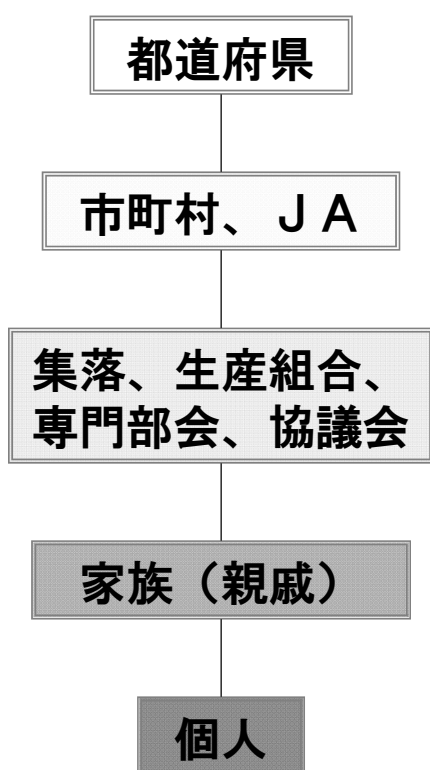 都道府県
市町村、ＪＡ
集落、生産組合、
専門部会、協議会
家族（親戚）
個人